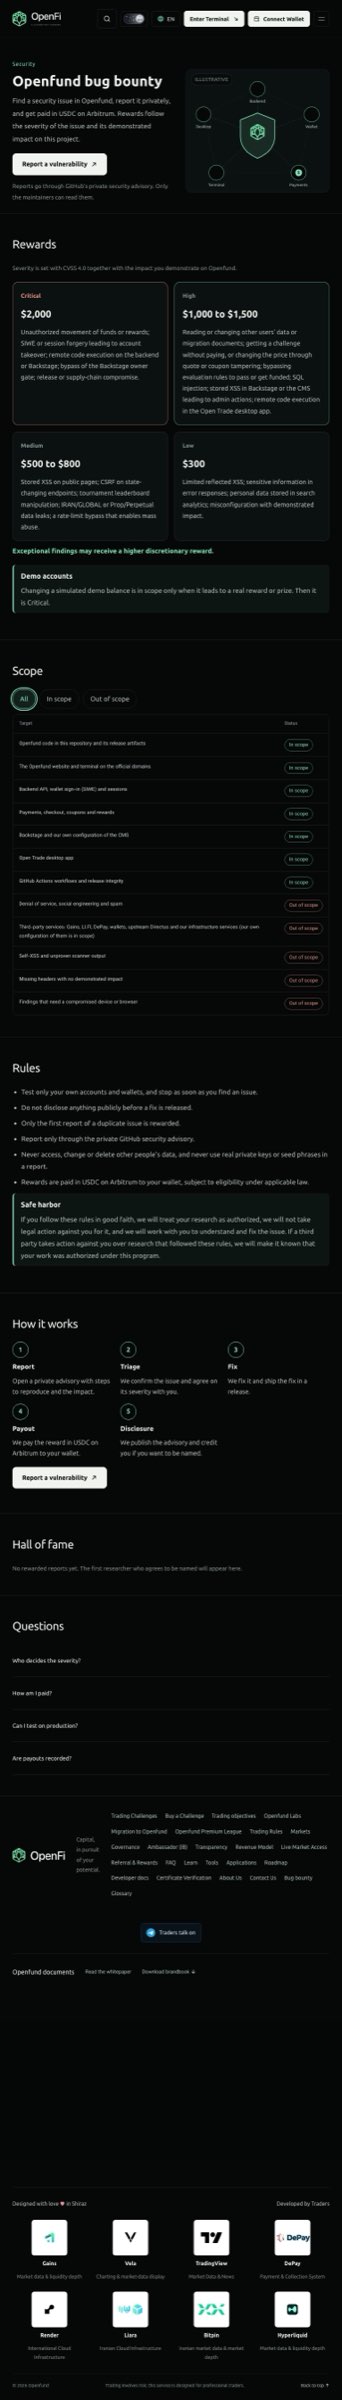 OpenFi
EN
Enter Terminal
Connect Wallet
Security
Openfund bug bounty
Find a security issue in Openfund, report it privately,
and get paid in USDC on Arbitrum. Rewards follow
the severity of the issue and its demonstrated
impact on this project.
Report a vulnerability ↗
Reports go through GitHub's private security advisory. Only
the maintainers can read them.
ILLUSTRATIVE
Backend
Desktop
Wallet
Terminal
Payments
Rewards
Severity is set with CVSS 4.0 together with the impact you demonstrate on Openfund.
Critical
$2,000
Unauthorized movement of funds or rewards;
SIWE or session forgery leading to account
takeover; remote code execution on the backend
or Backstage; bypass of the Backstage owner
gate; release or supply-chain compromise.
High
$1,000 to $1,500
Reading or changing other users' data or
migration documents; getting a challenge
without paying, or changing the price through
quote or coupon tampering; bypassing
evaluation rules to pass or get funded; SQL
injection; stored XSS in Backstage or the CMS
leading to admin actions; remote code execution
in the Open Trade desktop app.
Medium
$500 to $800
Stored XSS on public pages; CSRF on state-
changing endpoints; tournament leaderboard
manipulation; IRAN/GLOBAL or Prop/Perpetual
data leaks; a rate-limit bypass that enables mass
abuse.
Low
$300
Limited reflected XSS; sensitive information in
error responses; personal data stored in search
analytics; misconfiguration with demonstrated
impact.
Exceptional findings may receive a higher discretionary reward.
Demo accounts
Changing a simulated demo balance is in scope only when it leads to a real reward or prize. Then it
is Critical.
Scope
All
In scope
Out of scope
Target
Status
Openfund code in this repository and its release artifacts
In scope
The Openfund website and terminal on the official domains
In scope
Backend API, wallet sign-in (SIWE) and sessions
In scope
Payments, checkout, coupons and rewards
In scope
Backstage and our own configuration of the CMS
In scope
Open Trade desktop app
In scope
GitHub Actions workflows and release integrity
In scope
Denial of service, social engineering and spam
Out of scope
Third-party services: Gains, LI.FI, DePay, wallets, upstream Directus and our infrastructure services (our own
configuration of them is in scope)
Out of scope
Self-XSS and unproven scanner output
Out of scope
Missing headers with no demonstrated impact
Out of scope
Findings that need a compromised device or browser
Out of scope
Rules
• Test only your own accounts and wallets, and stop as soon as you find an issue.
• Do not disclose anything publicly before a fix is released.
• Only the first report of a duplicate issue is rewarded.
• Report only through the private GitHub security advisory.
• Never access, change or delete other people's data, and never use real private keys or seed phrases in
a report.
• Rewards are paid in USDC on Arbitrum to your wallet, subject to eligibility under applicable law.
Safe harbor
If you follow these rules in good faith, we will treat your research as authorized, we will not take
legal action against you for it, and we will work with you to understand and fix the issue. If a third
party takes action against you over research that followed these rules, we will make it known that
your work was authorized under this program.
How it works
1
Report
Open a private advisory with steps
to reproduce and the impact.
2
Triage
We confirm the issue and agree on
its severity with you.
3
Fix
We fix it and ship the fix in a
release.
4
Payout
We pay the reward in USDC on
Arbitrum to your wallet.
5
Disclosure
We publish the advisory and credit
you if you want to be named.
Report a vulnerability ↗
Hall of fame
No rewarded reports yet. The first researcher who agrees to be named will appear here.
Questions
Who decides the severity?
How am I paid?
Can I test on production?
Are payouts recorded?
OpenFi
Capital,
in pursuit
of your
potential.
Trading Challenges Buy a Challenge Trading objectives Openfund Labs
Migration to Openfund Openfund Premium League Trading Rules Markets
Governance Ambassador (IB) Transparency Revenue Model Live Market Access
Referral & Rewards FAQ Learn Tools Applications Roadmap
Developer docs Certificate Verification About Us Contact Us Bug bounty
Glossary
Traders talk on
Openfund documents Read the whitepaper Download brandbook ↓
Designed with love ❤ in Shiraz
Developed by Traders
Gains
Market data & liquidity depth
Vela
Charting & market data display
TradingView
Market Data & News
DePay
DePay
Payment & Collection System
Render
International Cloud
Infrastructure
Liara
Iranian Cloud Infrastructure
Bitpin
Iranian market data & market
depth
Hyperliquid
Market data & liquidity depth
© 2026 Openfund
Trading involves risk; this service is designed for professional traders.
Back to top ↑